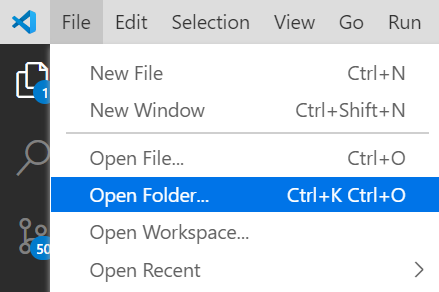 File Edit Selection View Go Run
New File Ctrl+N
New Window Ctrl+Shift+N
Open File... Ctrl+O
Open Folder... Ctrl+K Ctrl+O
Open Workspace...
Open Recent
1
50